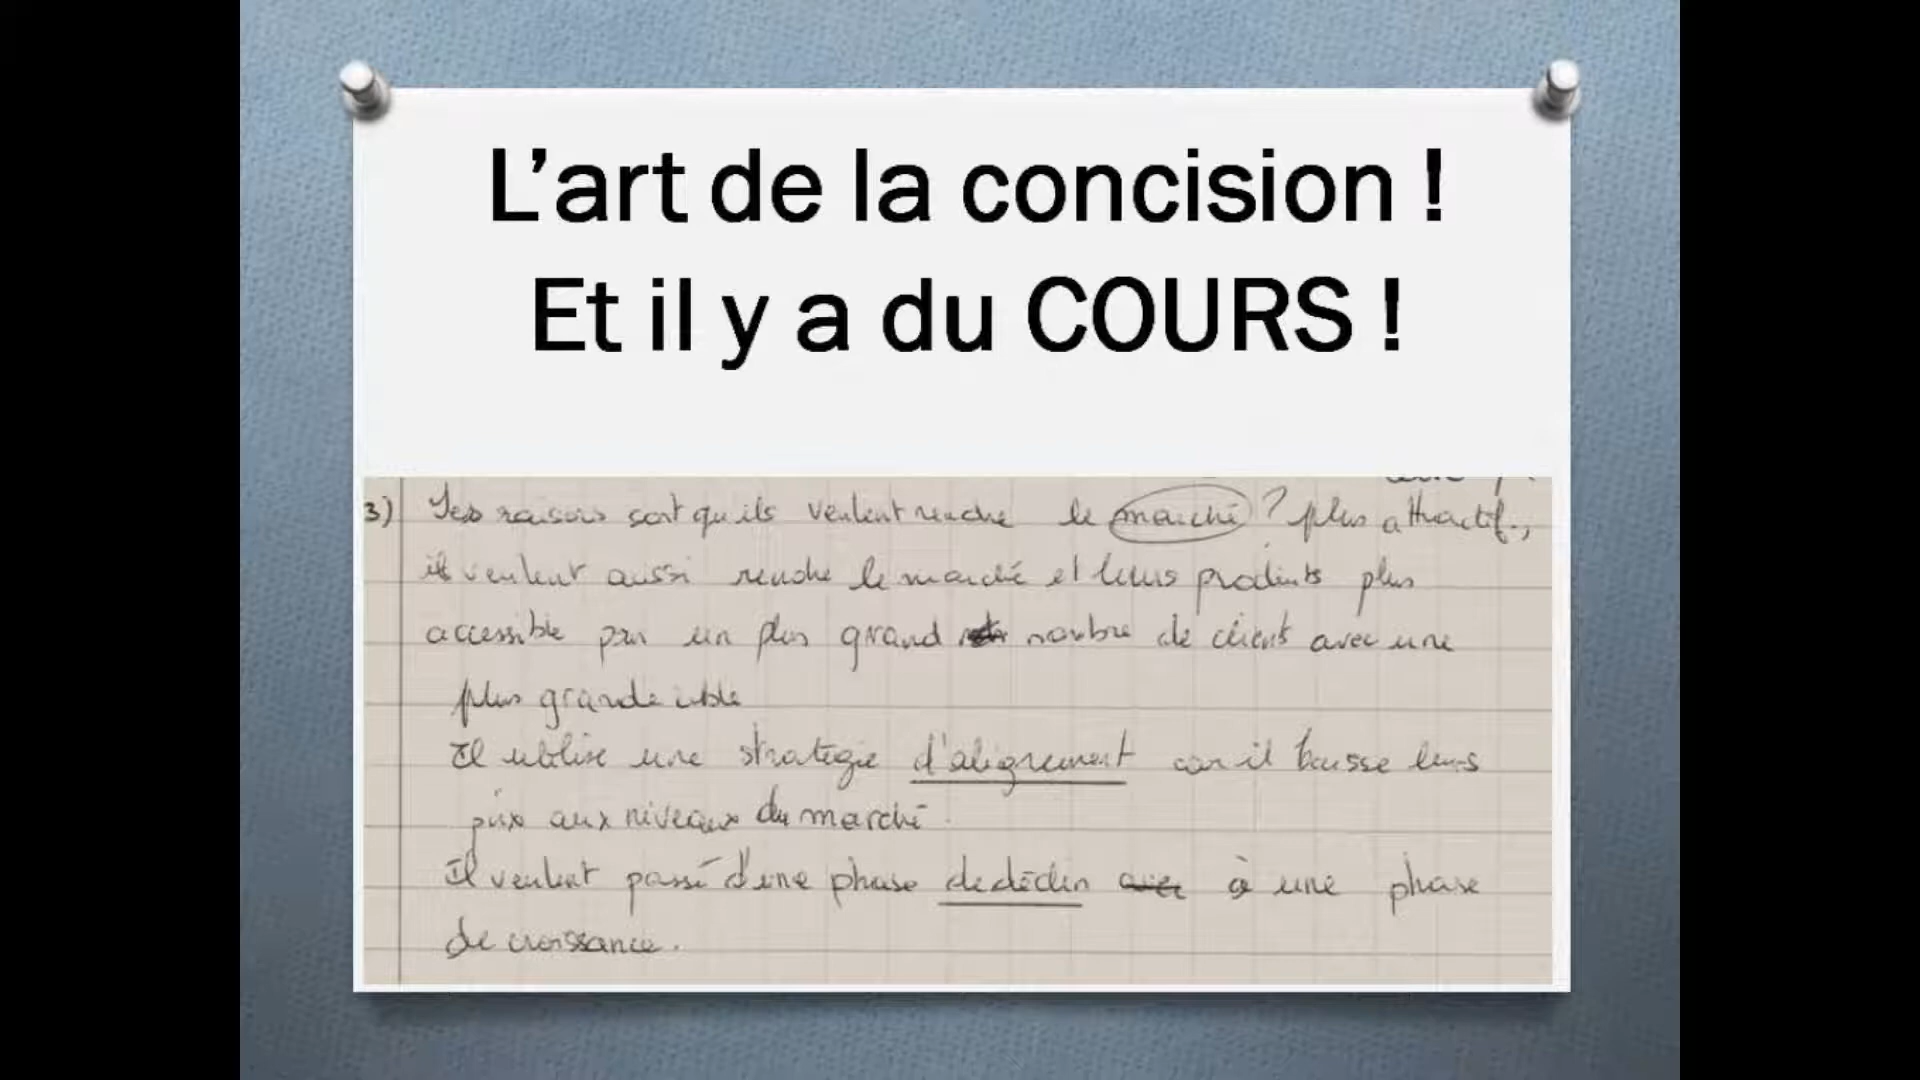 L'art de la concision !
Et il y a du COURS !
3) Les raisons sont qu'ils veulent rendre le marché ? plus attractif.,
il veulent aussi rendre le marché et leurs produits plus
accessible par un plus grand nombre de client avec une
plus grande cible
Il utilise une stratégie d'alignement car il baisse leurs
prix aux niveaux du marché.
Il veulent passé d'une phase de déclin à une phase
de croissance.